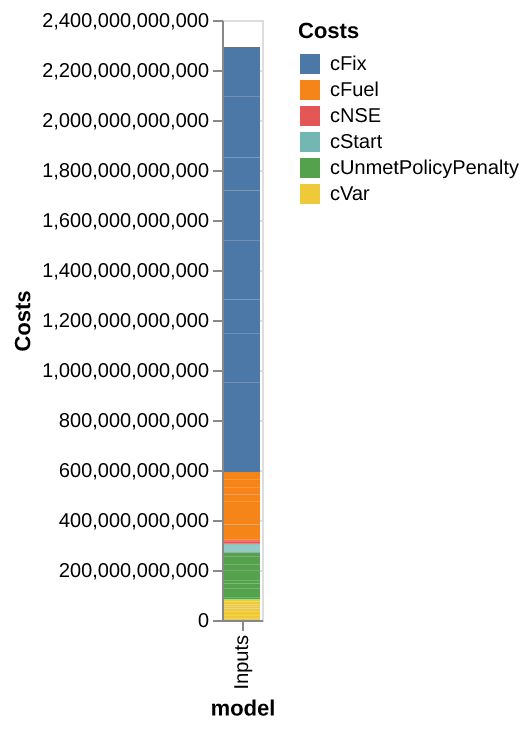 Costs
2,400,000,000,000
2,200,000,000,000
2,000,000,000,000
1,800,000,000,000
1,600,000,000,000
1,400,000,000,000
1,200,000,000,000
1,000,000,000,000
800,000,000,000
600,000,000,000
400,000,000,000
200,000,000,000
0
Inputs
model
Costs
cFix
cFuel
cNSE
cStart
cUnmetPolicyPenalty
cVar